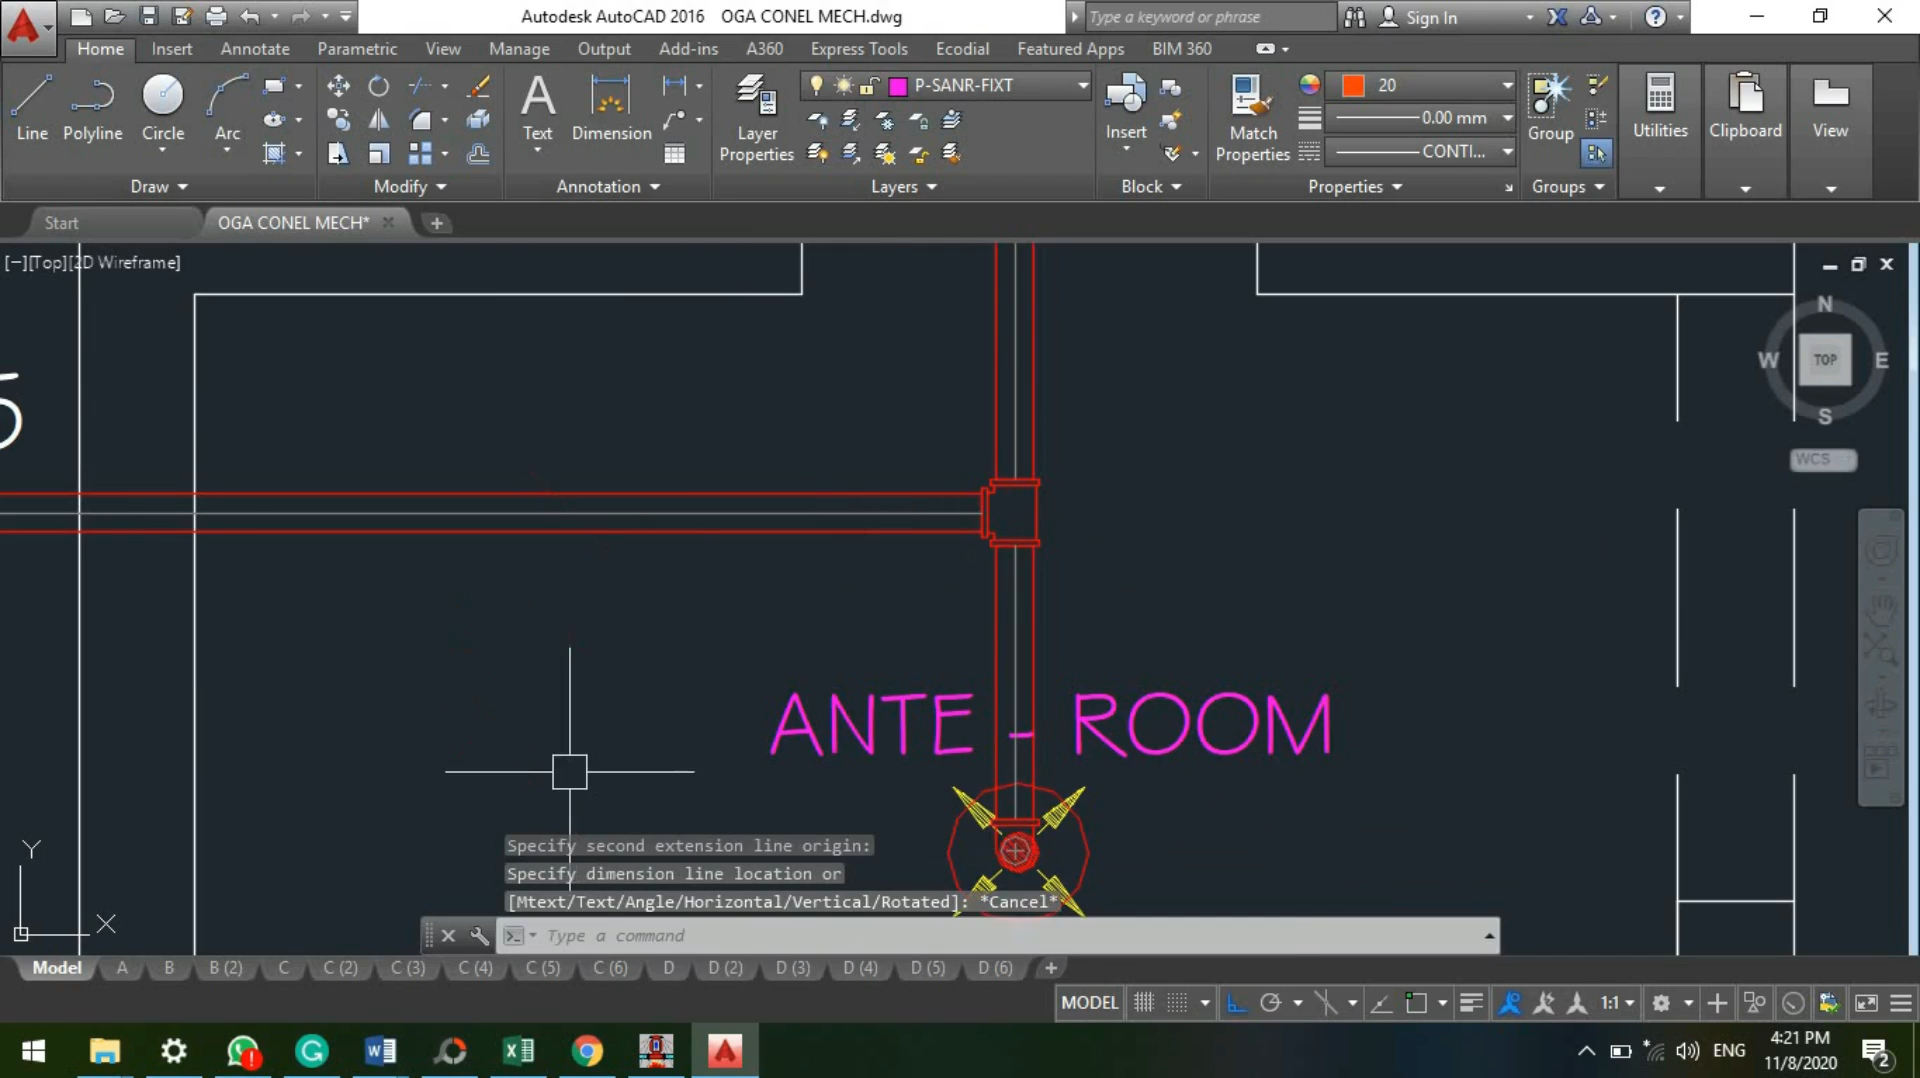 Autodesk AutoCAD 2016 OGA CONEL MECH.dwg
Type a keyword or phrase
Sign In
Home Insert Annotate Parametric View Manage Output Add-ins A360 Express Tools Ecodial Featured Apps BIM 360
P-SANR-FIXT
20
0.00 mm
CONTI...
Line Polyline Circle Arc
Text Dimension
Layer Properties
Insert
Match Properties
Group
Utilities Clipboard View
Draw Modify Annotation Layers Block Properties Groups
Start OGA CONEL MECH*
[−][Top][2D Wireframe]
N
W TOP E
S
WCS
5
ANTE - ROOM
Y
X
Specify second extension line origin:
Specify dimension line location or
[Mtext/Text/Angle/Horizontal/Vertical/Rotated]: *Cancel*
Type a command
Model A B B (2) C C (2) C (3) C (4) C (5) C (6) D D (2) D (3) D (4) D (5) D (6)
MODEL 1:1
ENG
4:21 PM
11/8/2020
2